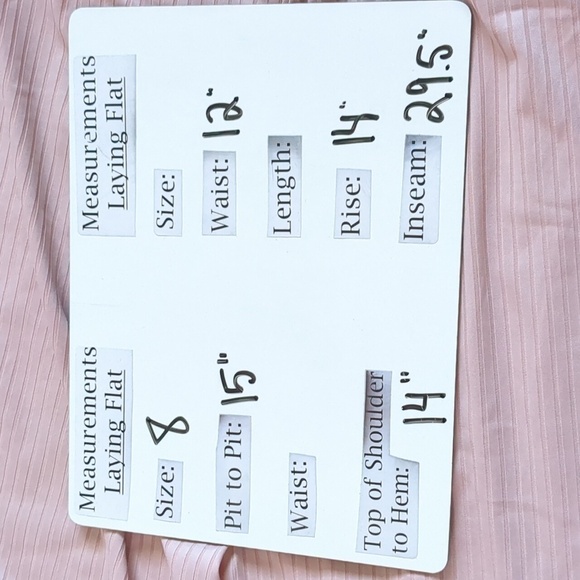 Measurements
Laying Flat
Size: 8
Pit to Pit: 15"
Waist:
Top of Shoulder
to Hem: 14"
Measurements
Laying Flat
Size:
Waist: 12"
Length:
Rise: 14"
Inseam: 29.5"